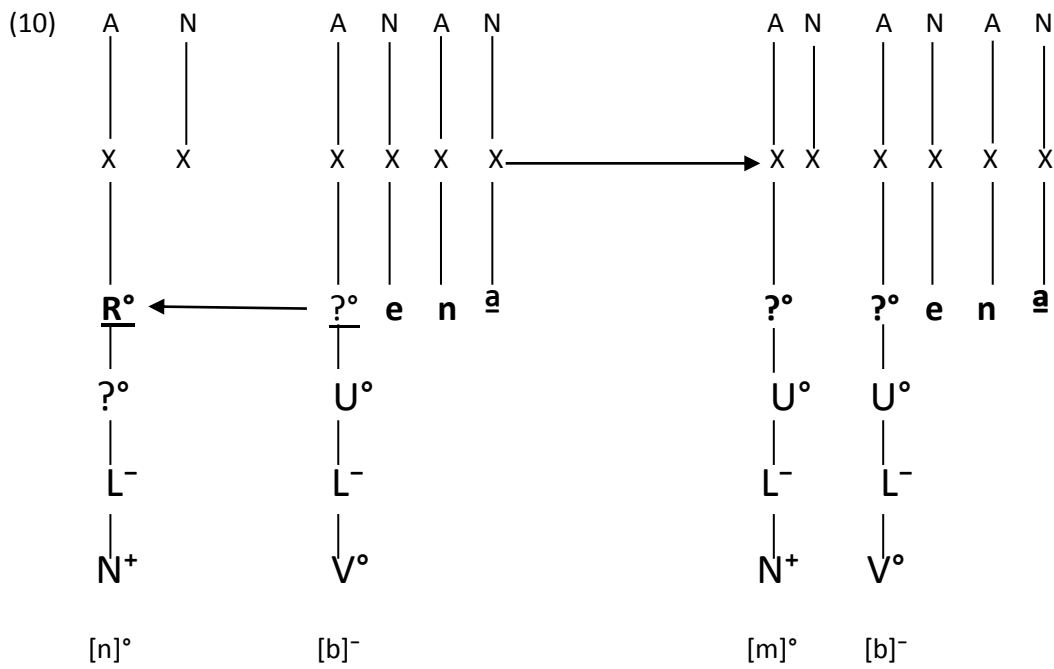 (10) A N A N A N A N A N A N
X X X X X X X X X X X X
R° ?° e n a ?° ?° e n a
?° U° U° U°
L⁻ L⁻ L⁻ L⁻
N⁺ V° N⁺ V°
[n]° [b]⁻ [m]° [b]⁻